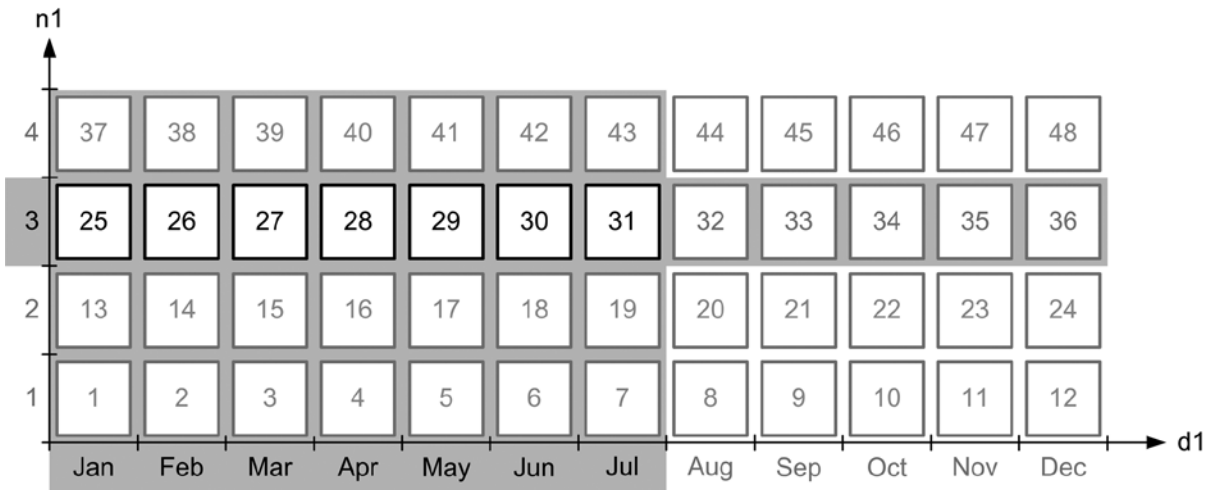 n1
4 37 38 39 40 41 42 43 44 45 46 47 48
3 25 26 27 28 29 30 31 32 33 34 35 36
2 13 14 15 16 17 18 19 20 21 22 23 24
1 1 2 3 4 5 6 7 8 9 10 11 12
d1
Jan Feb Mar Apr May Jun Jul Aug Sep Oct Nov Dec